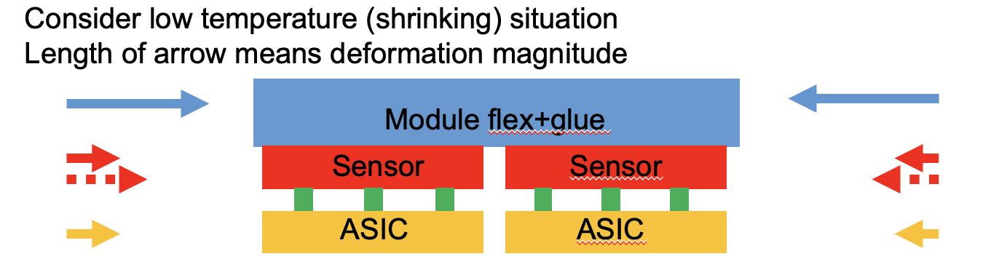 Consider low temperature (shrinking) situation
Length of arrow means deformation magnitude
Module flex+glue
Sensor Sensor
ASIC ASIC